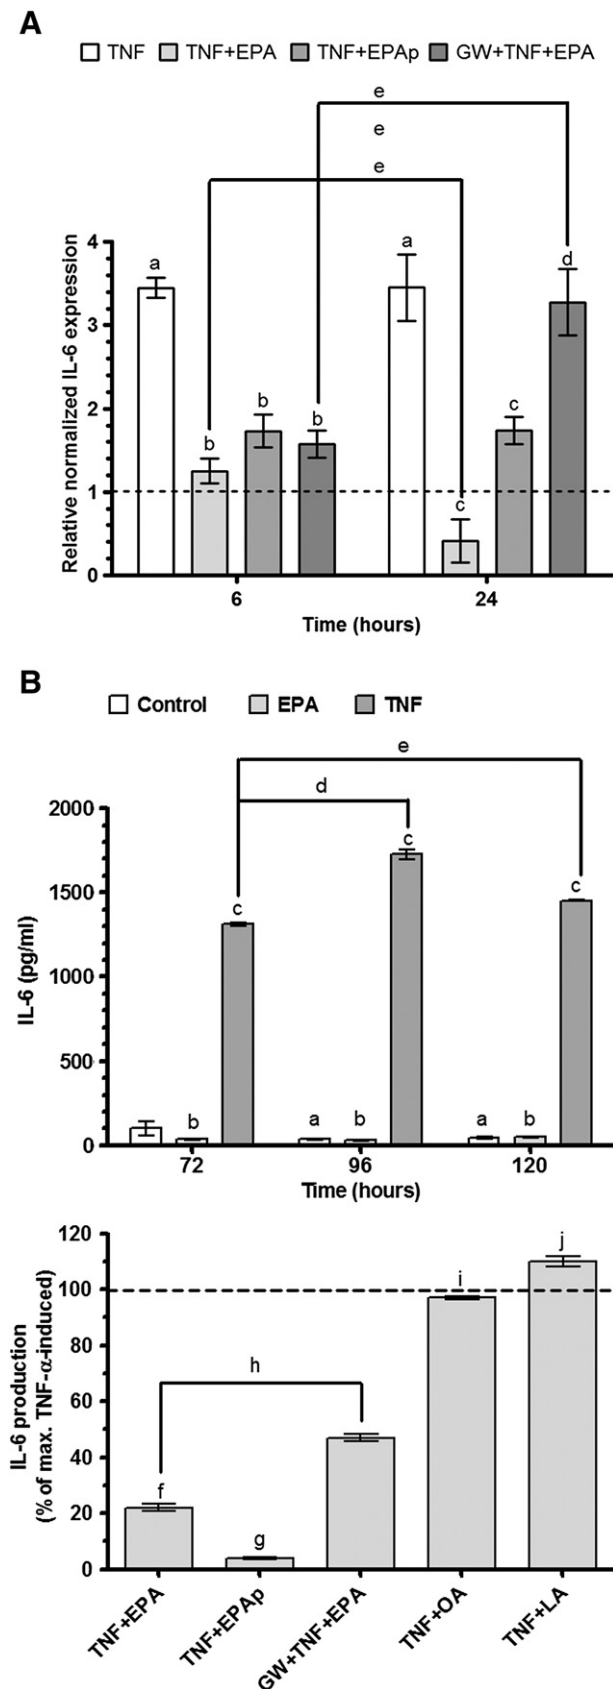 A
TNF TNF+EPA TNF+EPAp GW+TNF+EPA
e
e
e
Relative normalized IL-6 expression
4
3
2
1
0
a
b
b
b
a
c
c
d
6
24
Time (hours)
B
Control EPA TNF
e
d
IL-6 (pg/ml)
2000
1500
1000
500
0
b
c
a
b
c
a
b
c
72
96
120
Time (hours)
IL-6 production
(% of max. TNF-α-induced)
120
100
80
60
40
20
0
h
f
g
i
j
TNF+EPA
TNF+EPAp
GW+TNF+EPA
TNF+OA
TNF+LA